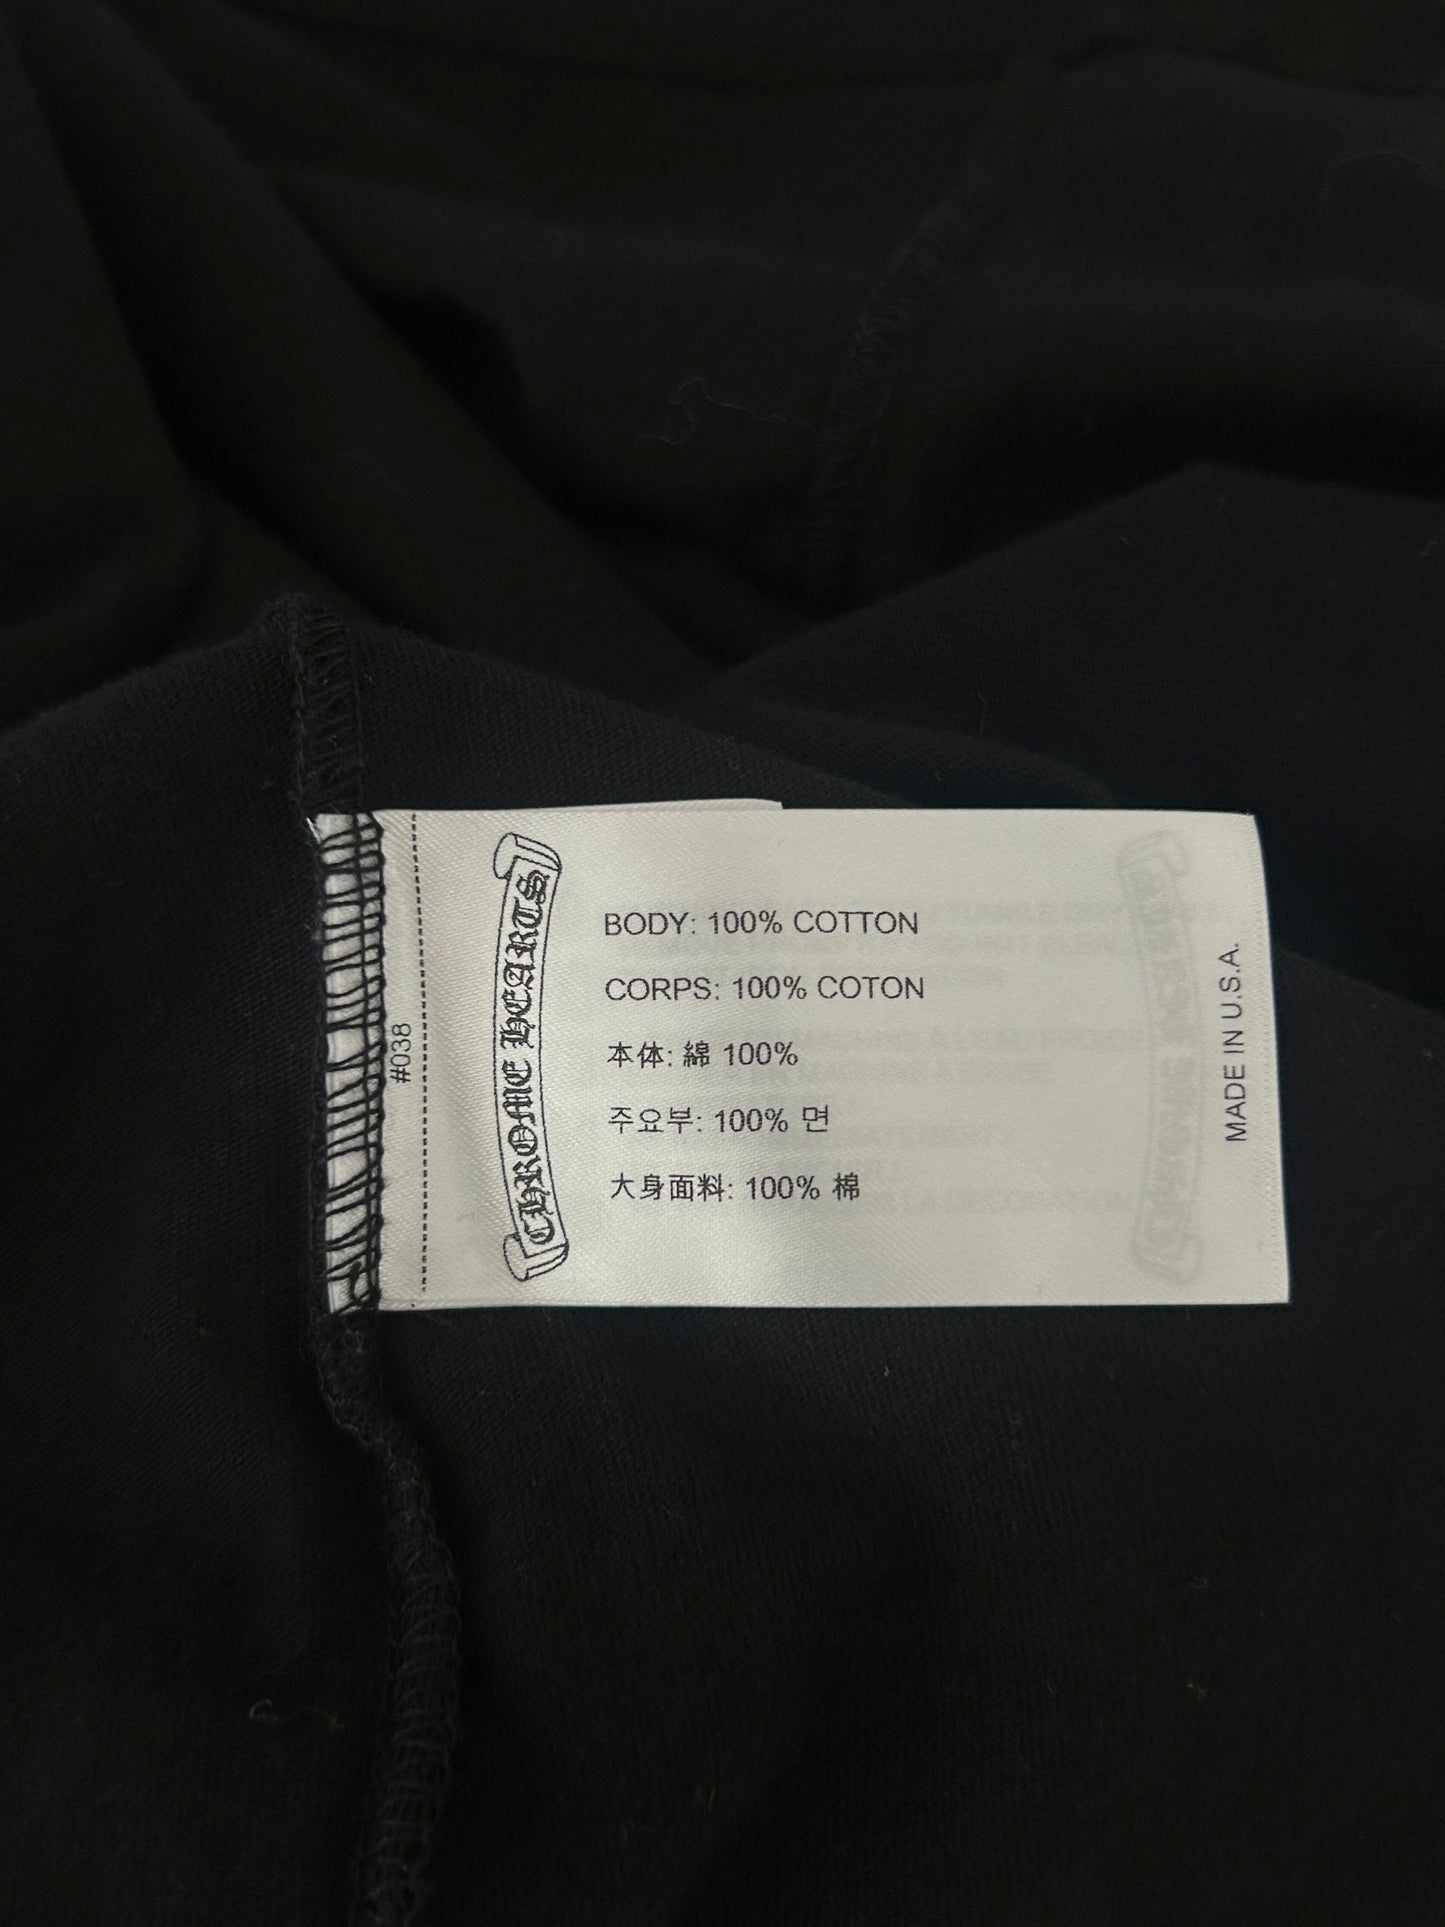 #038
CHROME HEARTS
BODY: 100% COTTON
CORPS: 100% COTON
本体: 綿 100%
주요부: 100% 면
大身面料: 100% 棉
MADE IN U.S.A.